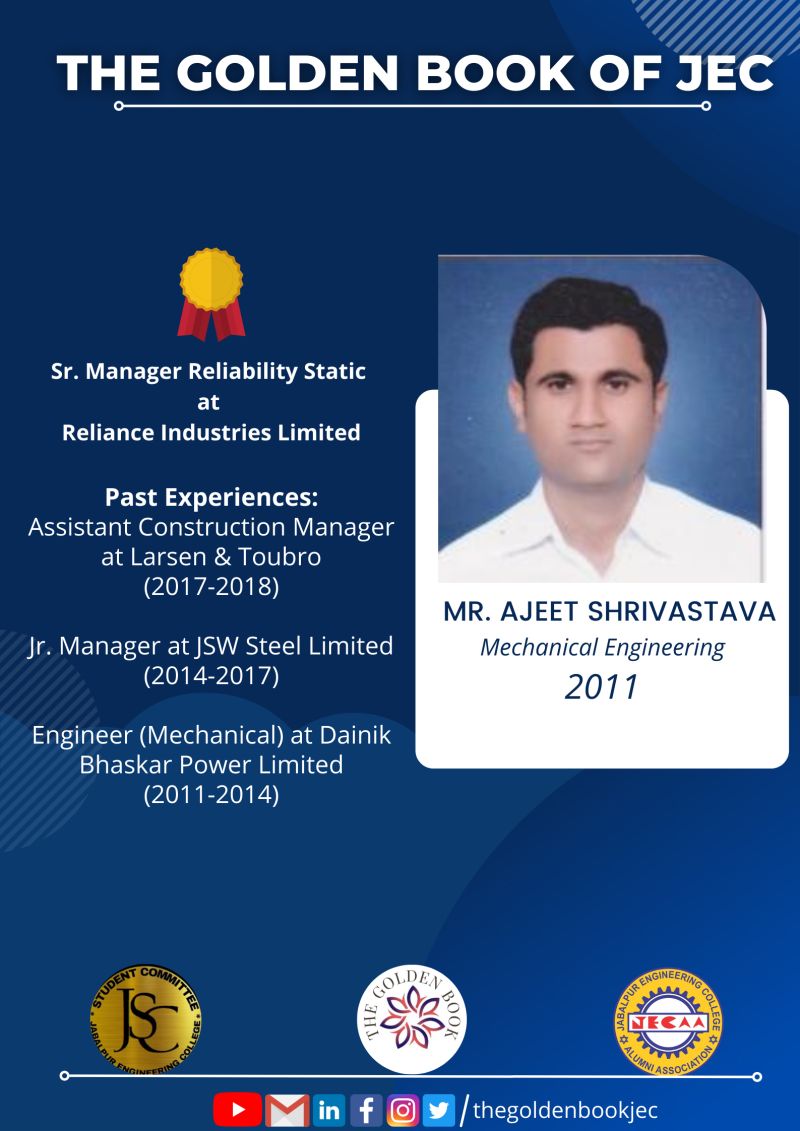 THE GOLDEN BOOK OF JEC
Sr. Manager Reliability Static
at
Reliance Industries Limited
Past Experiences:
Assistant Construction Manager
at Larsen & Toubro
(2017-2018)
Jr. Manager at JSW Steel Limited
(2014-2017)
Engineer (Mechanical) at Dainik
Bhaskar Power Limited
(2011-2014)
MR. AJEET SHRIVASTAVA
Mechanical Engineering
2011
STUDENT COMMITTEE
JSC
JABALPUR ENGINEERING COLLEGE
THE GOLDEN BOOK
JABALPUR ENGINEERING COLLEGE
JECAA
ALUMNI ASSOCIATION
/thegoldenbookjec